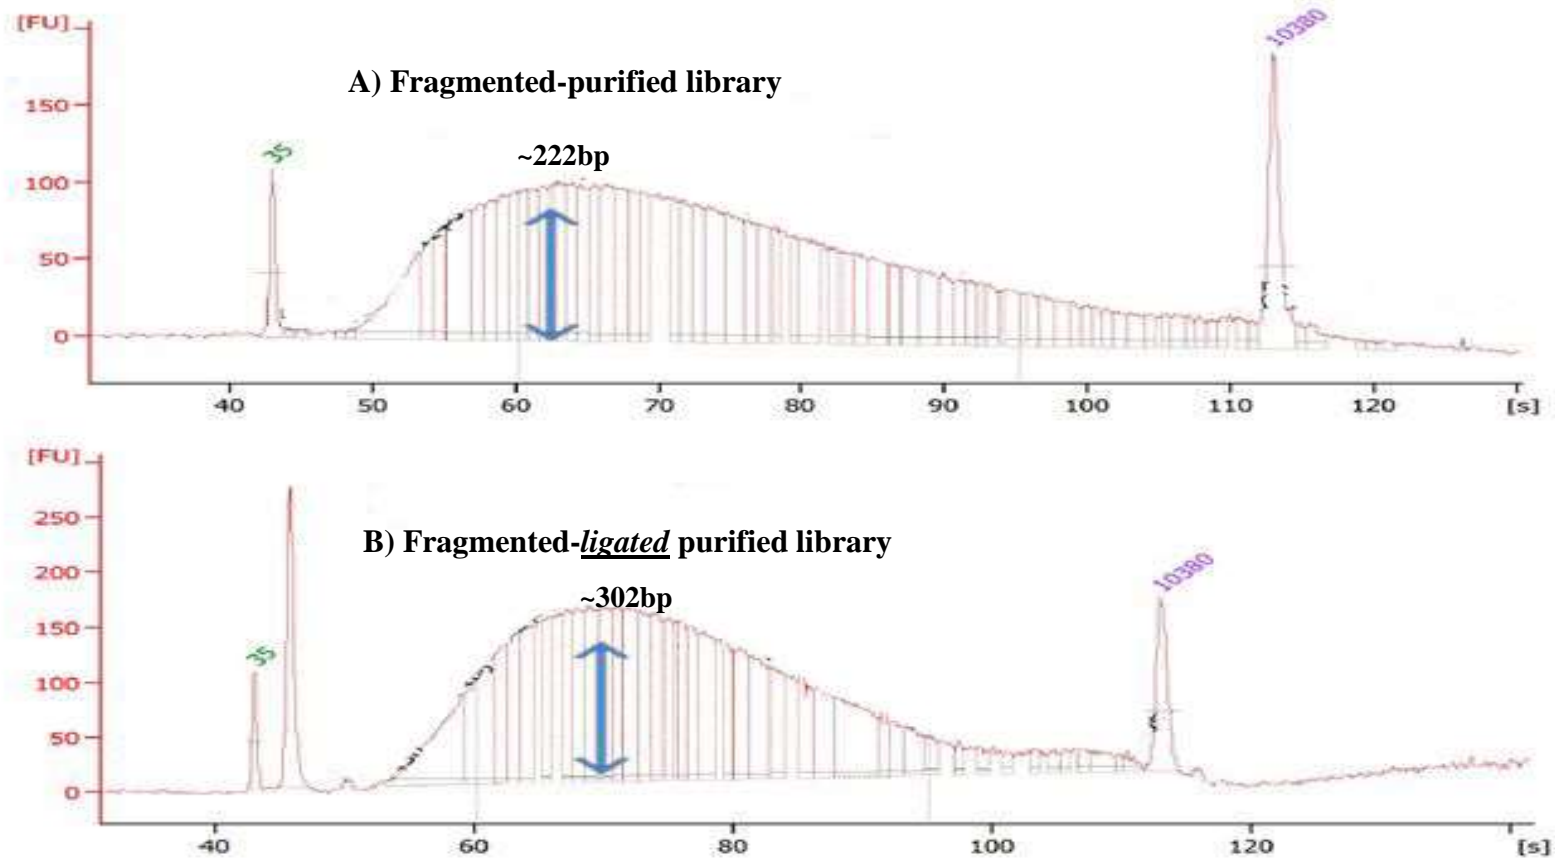 [FU]
10380
A) Fragmented-purified library
150
35
~222bp
100
50
0
40 50 60 70 80 90 100 110 120 [s]
[FU]
250
B) Fragmented-ligated purified library
200
10380
~302bp
150
35
100
50
0
40 60 80 100 120 [s]